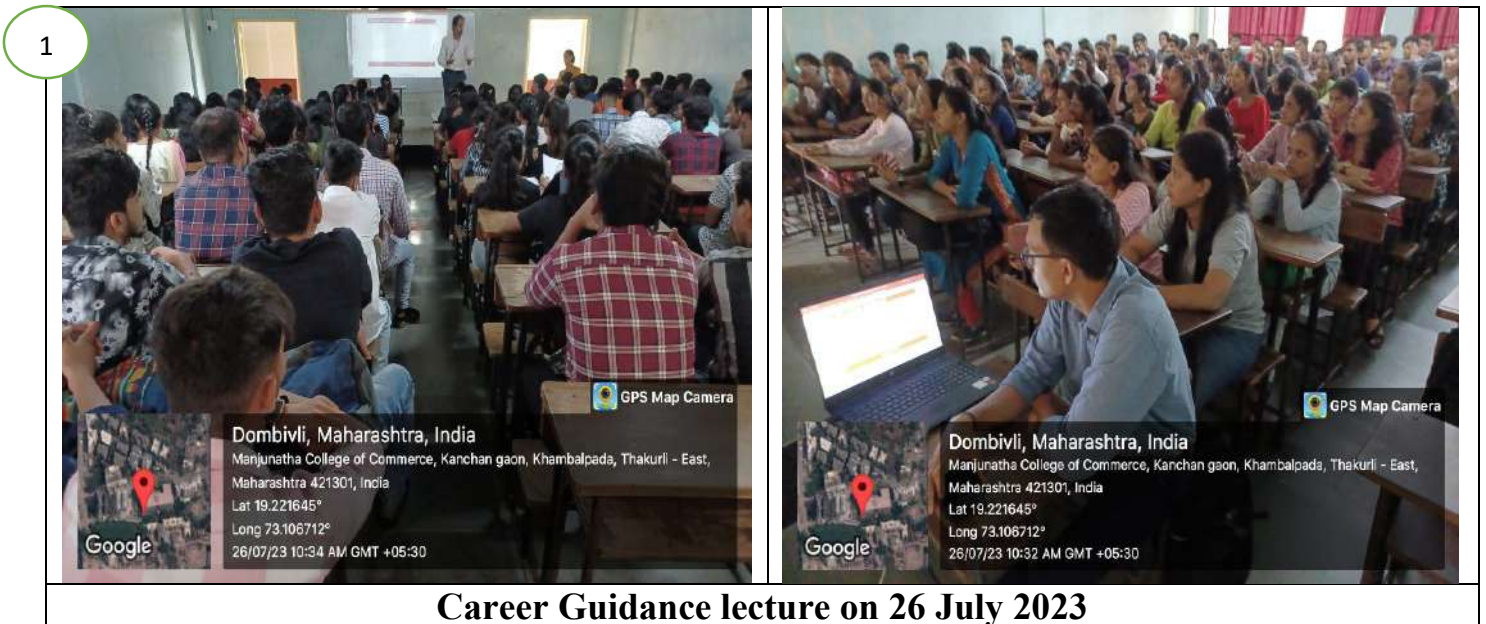 1
GPS Map Camera
Dombivli, Maharashtra, India
Manjunatha College of Commerce, Kanchan gaon, Khambalpada, Thakurli - East,
Maharashtra 421301, India
Lat 19.221645°
Long 73.106712°
26/07/23 10:34 AM GMT +05:30
Google
GPS Map Camera
Dombivli, Maharashtra, India
Manjunatha College of Commerce, Kanchan gaon, Khambalpada, Thakurli - East,
Maharashtra 421301, India
Lat 19.221645°
Long 73.106712°
26/07/23 10:32 AM GMT +05:30
Google
Career Guidance lecture on 26 July 2023